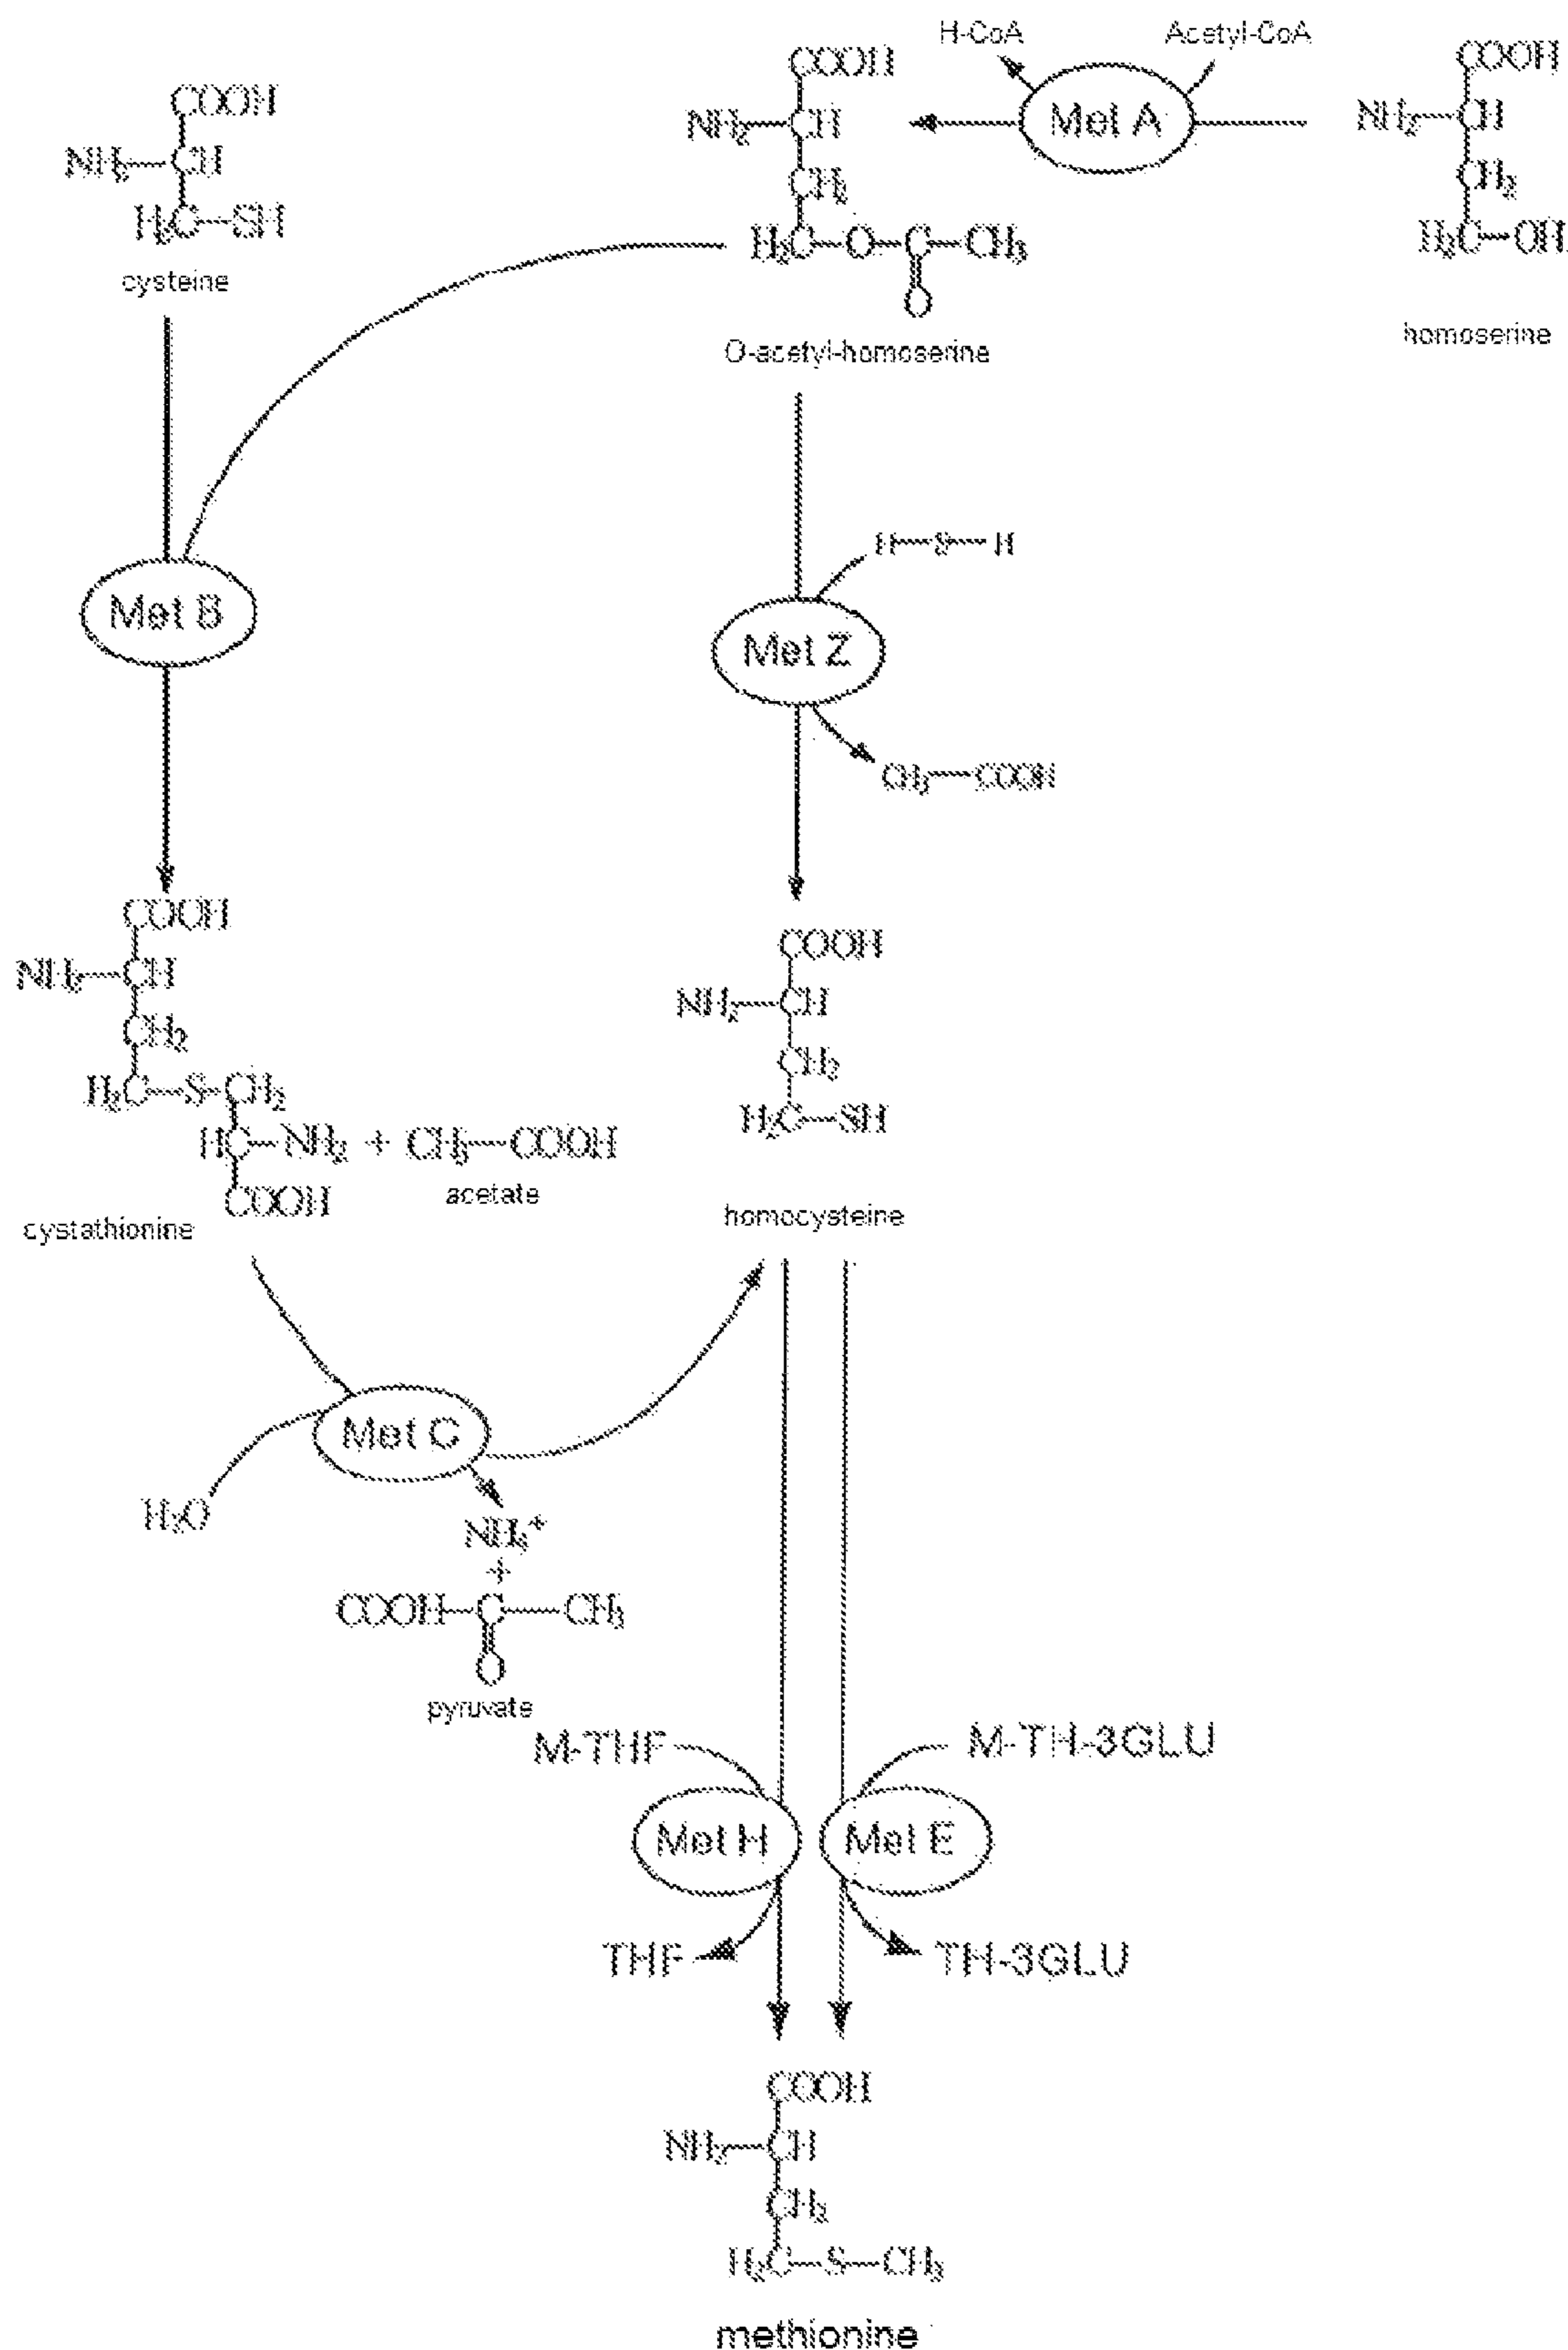 H-CoA Acetyl-CoA
COOH COOH
COOH
NH₂—CH Met A NH₂—CH
NH₂—CH
CH₂ CH₂
H₂C—SH
H₂C—O—C—CH₃ H₂C—OH
cysteine
O
O-acetyl-homoserine homoserine
H—S—H
Met B
Met Z
CH₃—COOH
COOH
COOH
NH₂—CH
NH₂—CH
CH₂
CH₂
H₂C—S—CH₂
H₂C—SH
HC—NH₂ + CH₃—COOH
acetate
COOH
cystathionine homocysteine
Met C
H₂O
NH₄⁺
+
COOH—C—CH₃
O
pyruvate
M-THF M-TH-3GLU
Met H Met E
THF TH-3GLU
COOH
NH₂—CH
CH₂
H₂C—S—CH₃
methionine